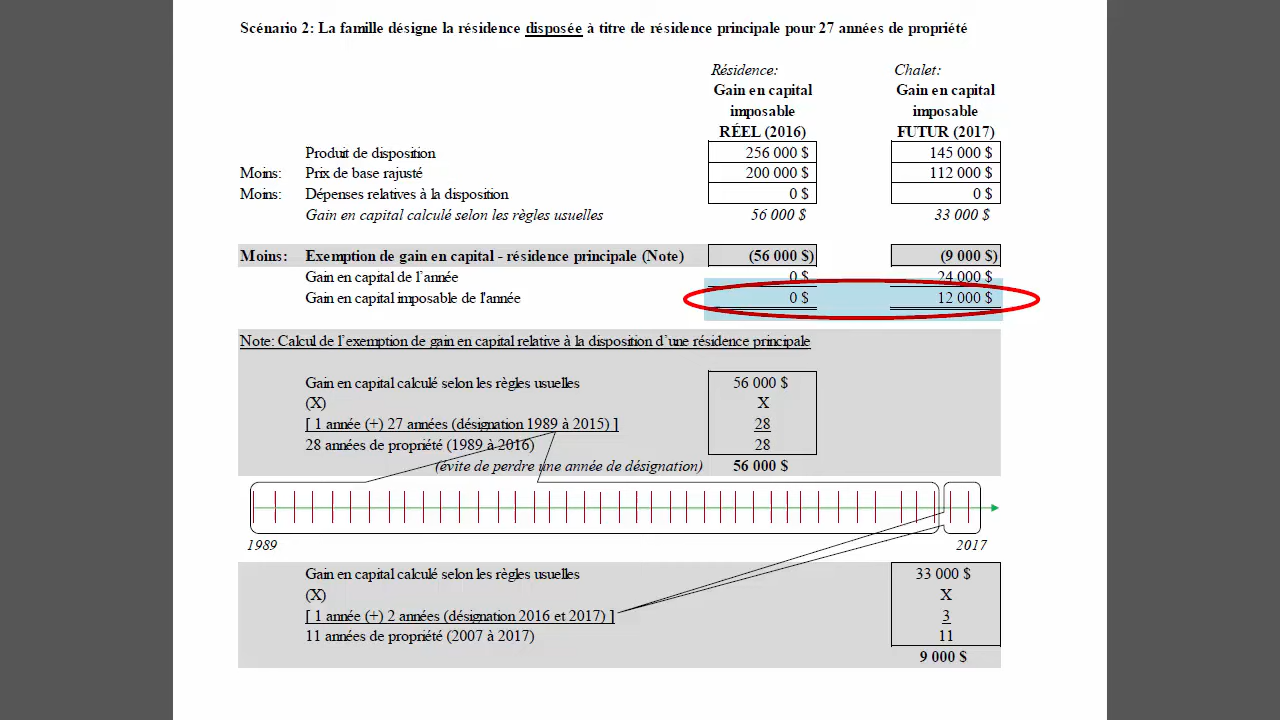 Scénario 2: La famille désigne la résidence disposée à titre de résidence principale pour 27 années de propriété
Résidence: Chalet:
Gain en capital Gain en capital
imposable imposable
RÉEL (2016) FUTUR (2017)
Produit de disposition 256 000 $ 145 000 $
Moins: Prix de base rajusté 200 000 $ 112 000 $
Moins: Dépenses relatives à la disposition 0 $ 0 $
Gain en capital calculé selon les règles usuelles 56 000 $ 33 000 $
Moins: Exemption de gain en capital - résidence principale (Note) (56 000 $) (9 000 $)
Gain en capital de l'année 0 $ 24 000 $
Gain en capital imposable de l'année 0 $ 12 000 $
Note: Calcul de l'exemption de gain en capital relative à la disposition d'une résidence principale
Gain en capital calculé selon les règles usuelles 56 000 $
(X) X
[ 1 année (+) 27 années (désignation 1989 à 2015) ] 28
28 années de propriété (1989 à 2016) 28
(évite de perdre une année de désignation) 56 000 $
1989 2017
Gain en capital calculé selon les règles usuelles 33 000 $
(X) X
[ 1 année (+) 2 années (désignation 2016 et 2017) ] 3
11 années de propriété (2007 à 2017) 11
9 000 $